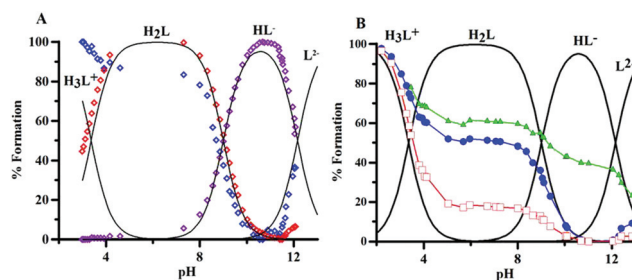 A
H2L
HL-
L2-
H3L+
% Formation
100
80
60
40
20
0
4
8
12
pH
B
H3L+
H2L
HL-
L2-
% Formation
100
80
60
40
20
0
4
8
12
pH